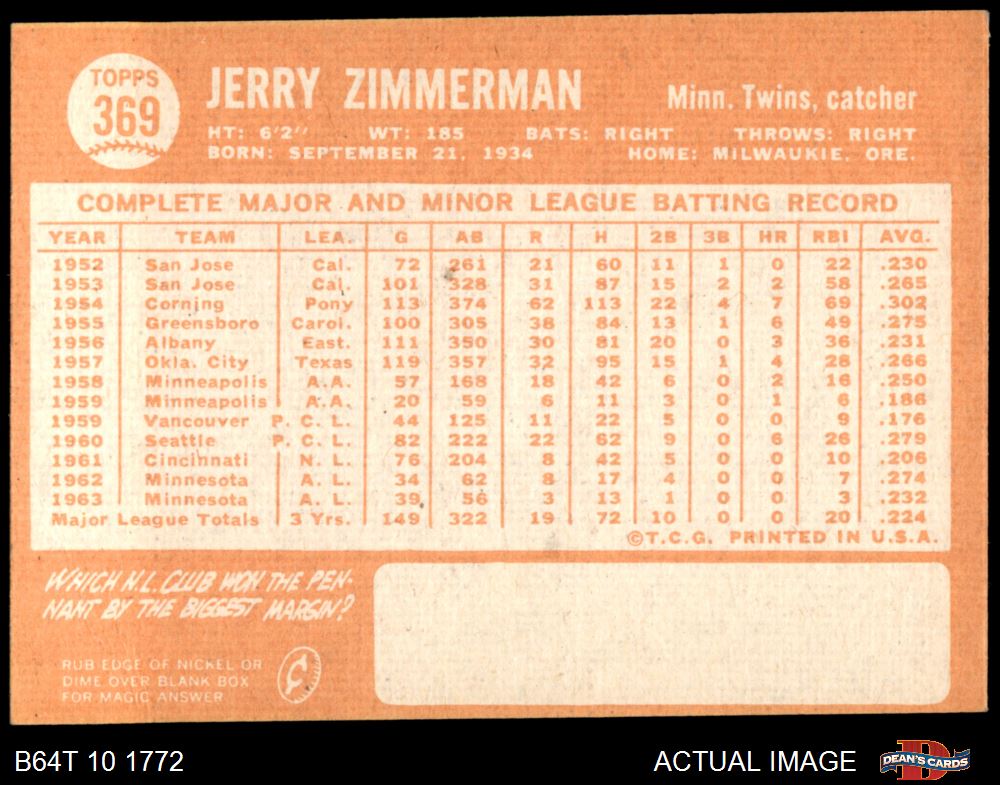 TOPPS
369
JERRY ZIMMERMAN
Minn. Twins, catcher
HT: 6'2" WT: 185 BATS: RIGHT THROWS: RIGHT
BORN: SEPTEMBER 21, 1934 HOME: MILWAUKIE, ORE.
COMPLETE MAJOR AND MINOR LEAGUE BATTING RECORD
YEAR TEAM LEA. G AB R H 2B 3B HR RBI AVG.
1952 San Jose Cal. 72 261 21 60 11 1 0 22 .230
1953 San Jose Cal. 101 328 31 87 15 2 2 58 .265
1954 Corning Pony 113 374 62 113 22 4 7 69 .302
1955 Greensboro Carol. 100 305 38 84 13 1 6 49 .275
1956 Albany East. 111 350 30 81 20 0 3 36 .231
1957 Okla. City Texas 119 357 32 95 15 1 4 28 .266
1958 Minneapolis A.A. 57 168 18 42 6 0 2 16 .250
1959 Minneapolis A.A. 20 59 6 11 3 0 1 6 .186
1959 Vancouver P. C. L. 44 125 11 22 5 0 0 9 .176
1960 Seattle P. C. L. 82 222 22 62 9 0 6 26 .279
1961 Cincinnati N. L. 76 204 8 42 5 0 0 10 .206
1962 Minnesota A. L. 34 62 8 17 4 0 0 7 .274
1963 Minnesota A. L. 39 56 3 13 1 0 0 3 .232
Major League Totals 3 Yrs. 149 322 19 72 10 0 0 20 .224
©T.C.G. PRINTED IN U.S.A.
WHICH N.L. CLUB WON THE PEN-
NANT BY THE BIGGEST MARGIN?
RUB EDGE OF NICKEL OR
DIME OVER BLANK BOX
FOR MAGIC ANSWER
B64T 10 1772
ACTUAL IMAGE
DEAN'S CARDS